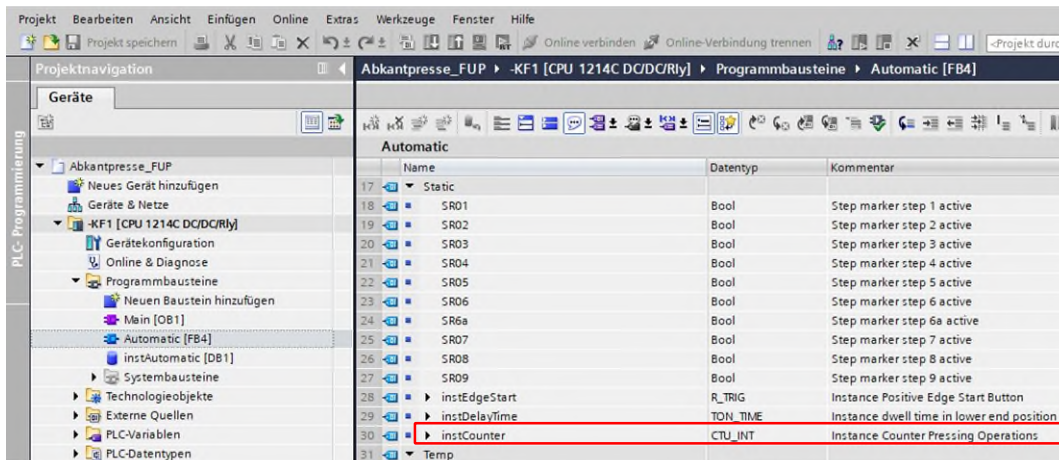 Projekt Bearbeiten Ansicht Einfügen Online Extras Werkzeuge Fenster Hilfe
Projekt speichern Online verbinden Online-Verbindung trennen <Projekt durc
Projektnavigation
Geräte
PLC-Programmierung
Abkantpresse_FUP
Neues Gerät hinzufügen
Geräte & Netze
-KF1 [CPU 1214C DC/DC/Rly]
Gerätekonfiguration
Online & Diagnose
Programmbausteine
Neuen Baustein hinzufügen
Main [OB1]
Automatic [FB4]
instAutomatic [DB1]
Systembausteine
Technologieobjekte
Externe Quellen
PLC-Variablen
PLC-Datentypen
Abkantpresse_FUP -KF1 [CPU 1214C DC/DC/Rly] Programmbausteine Automatic [FB4]
Automatic
Name Datentyp Kommentar
17 Static
18 SR01 Bool Step marker step 1 active
19 SR02 Bool Step marker step 2 active
20 SR03 Bool Step marker step 3 active
21 SR04 Bool Step marker step 4 active
22 SR05 Bool Step marker step 5 active
23 SR06 Bool Step marker step 6 active
24 SR6a Bool Step marker step 6a active
25 SR07 Bool Step marker step 7 active
26 SR08 Bool Step marker step 8 active
27 SR09 Bool Step marker step 9 active
28 instEdgeStart R_TRIG Instance Positive Edge Start Button
29 instDelayTime TON_TIME Instance dwell time in lower end position
30 instCounter CTU_INT Instance Counter Pressing Operations
31 Temp